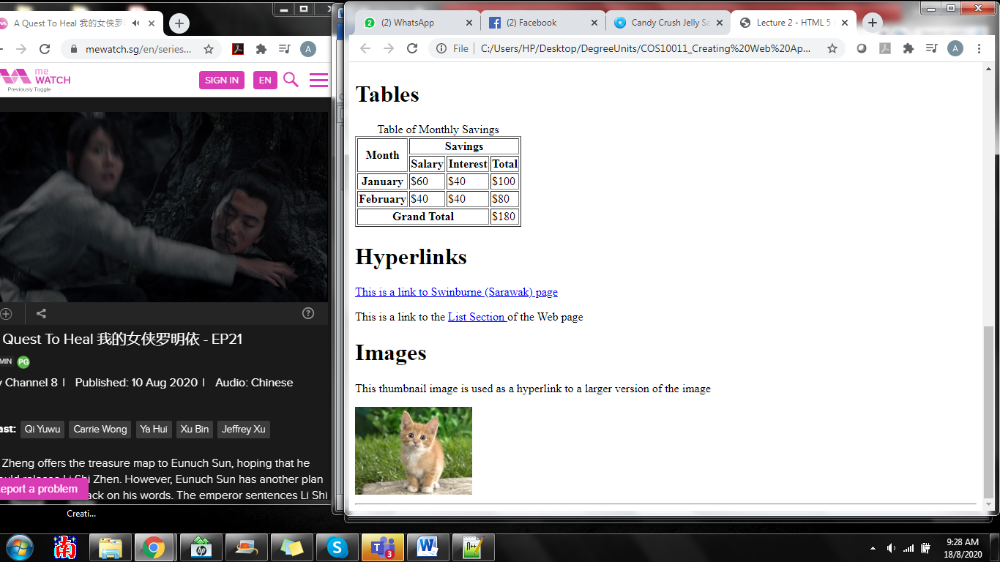 A Quest To Heal 我的女侠罗
mewatch.sg/en/series...
A
me
WATCH
Previously Toggle
SIGN IN
EN
Quest To Heal 我的女侠罗明依 - EP21
MIN PG
Channel 8 | Published: 10 Aug 2020 | Audio: Chinese
ast: Qi Yuwu Carrie Wong Ya Hui Xu Bin Jeffrey Xu
Zheng offers the treasure map to Eunuch Sun, hoping that he
Zhen. However, Eunuch Sun has another plan
eport a problem
ack on his words. The emperor sentences Li Shi
Creati...
(2) WhatsApp
(2) Facebook
Candy Crush Jelly Sa
Lecture 2 - HTML 5
File | C:/Users/HP/Desktop/DegreeUnits/COS10011_Creating%20Web%20Ap...
A
Tables
Table of Monthly Savings
Month Savings
Salary Interest Total
January $60 $40 $100
February $40 $40 $80
Grand Total $180
Hyperlinks
This is a link to Swinburne (Sarawak) page
This is a link to the List Section of the Web page
Images
This thumbnail image is used as a hyperlink to a larger version of the image
南
hp
S
T
3
W
9:28 AM
18/8/2020